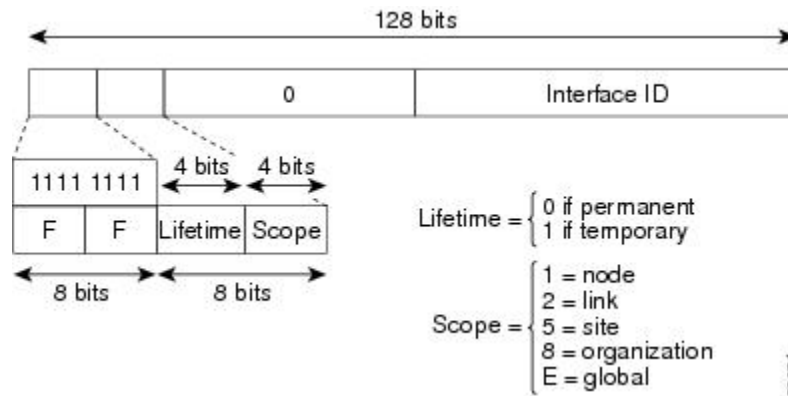 128 bits
0 Interface ID
4 bits 4 bits
1111 1111
F F Lifetime Scope
8 bits 8 bits
Lifetime = 0 if permanent
1 if temporary
Scope = 1 = node
2 = link
5 = site
8 = organization
E = global